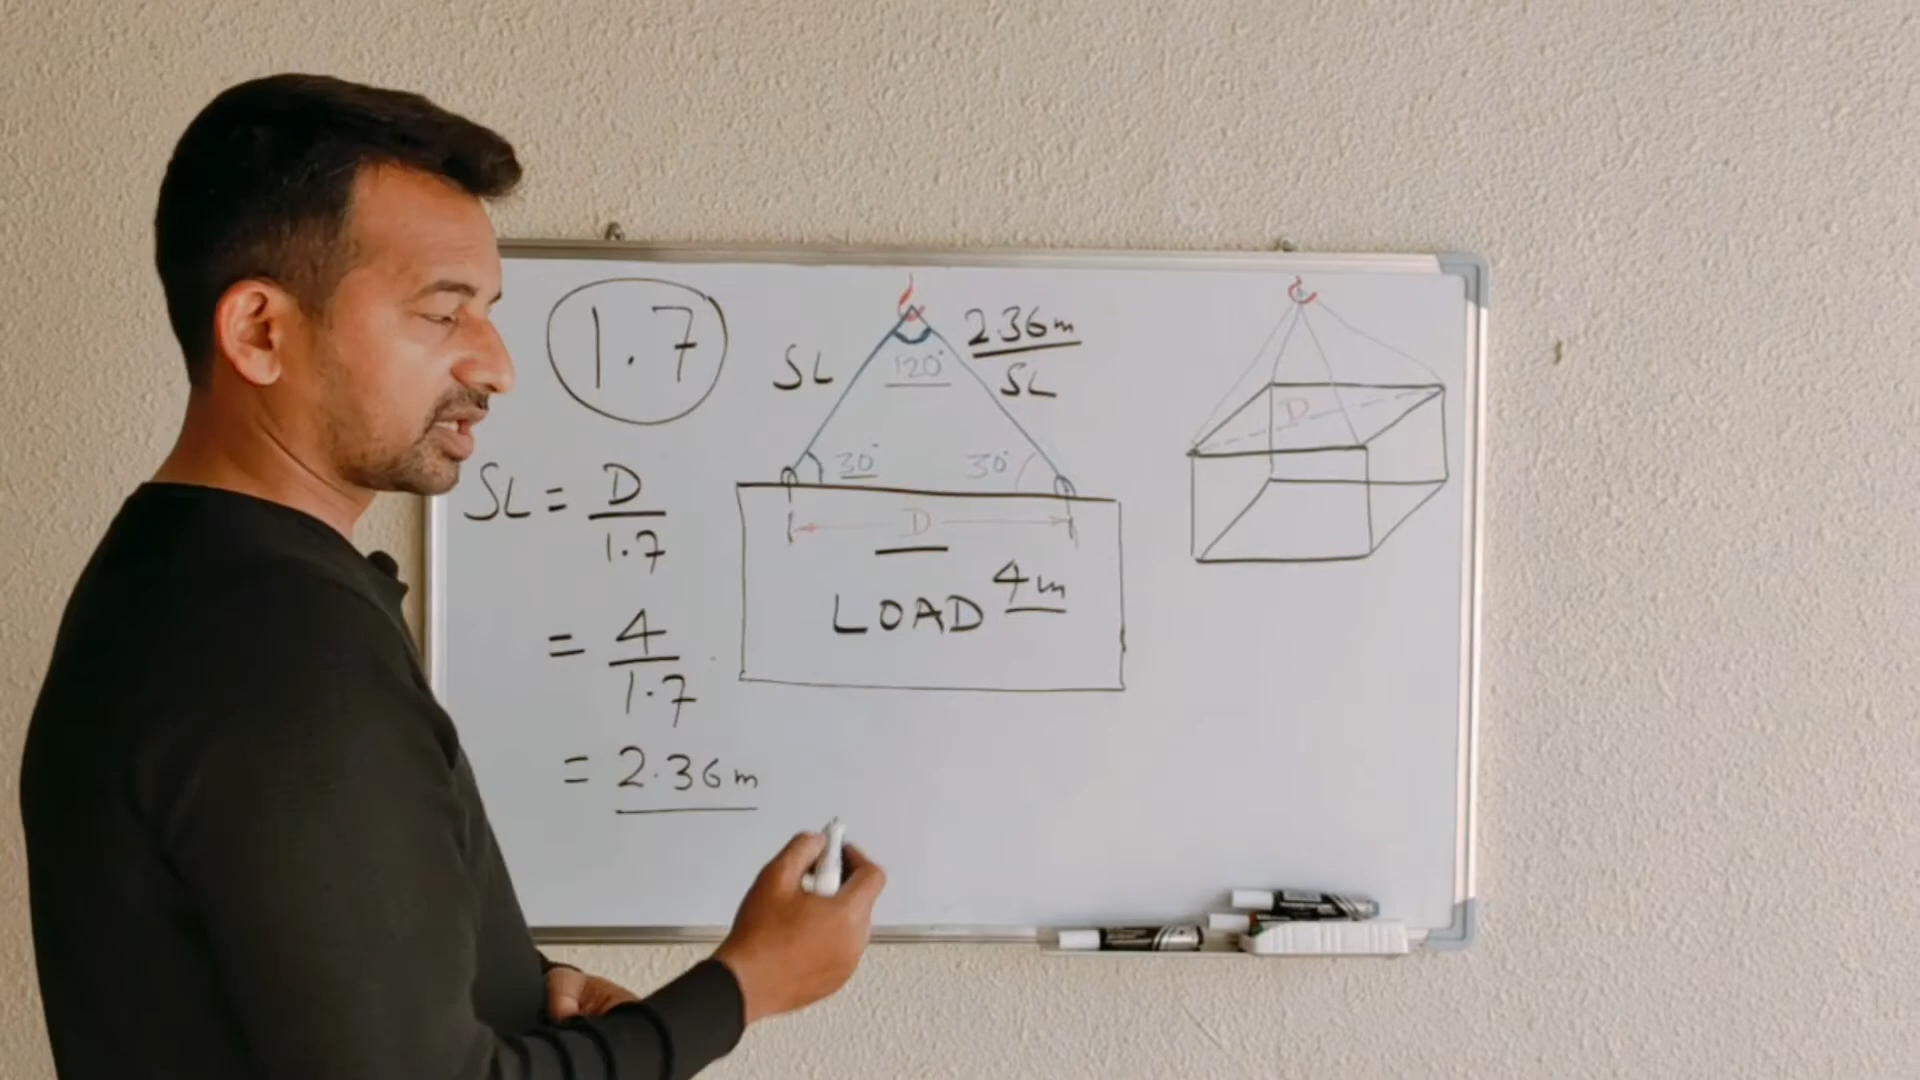 1.7
2.36m
SL
120°
SL
30°
30°
D
D
4m
LOAD
SL = D
1.7
= 4
1.7
= 2.36m